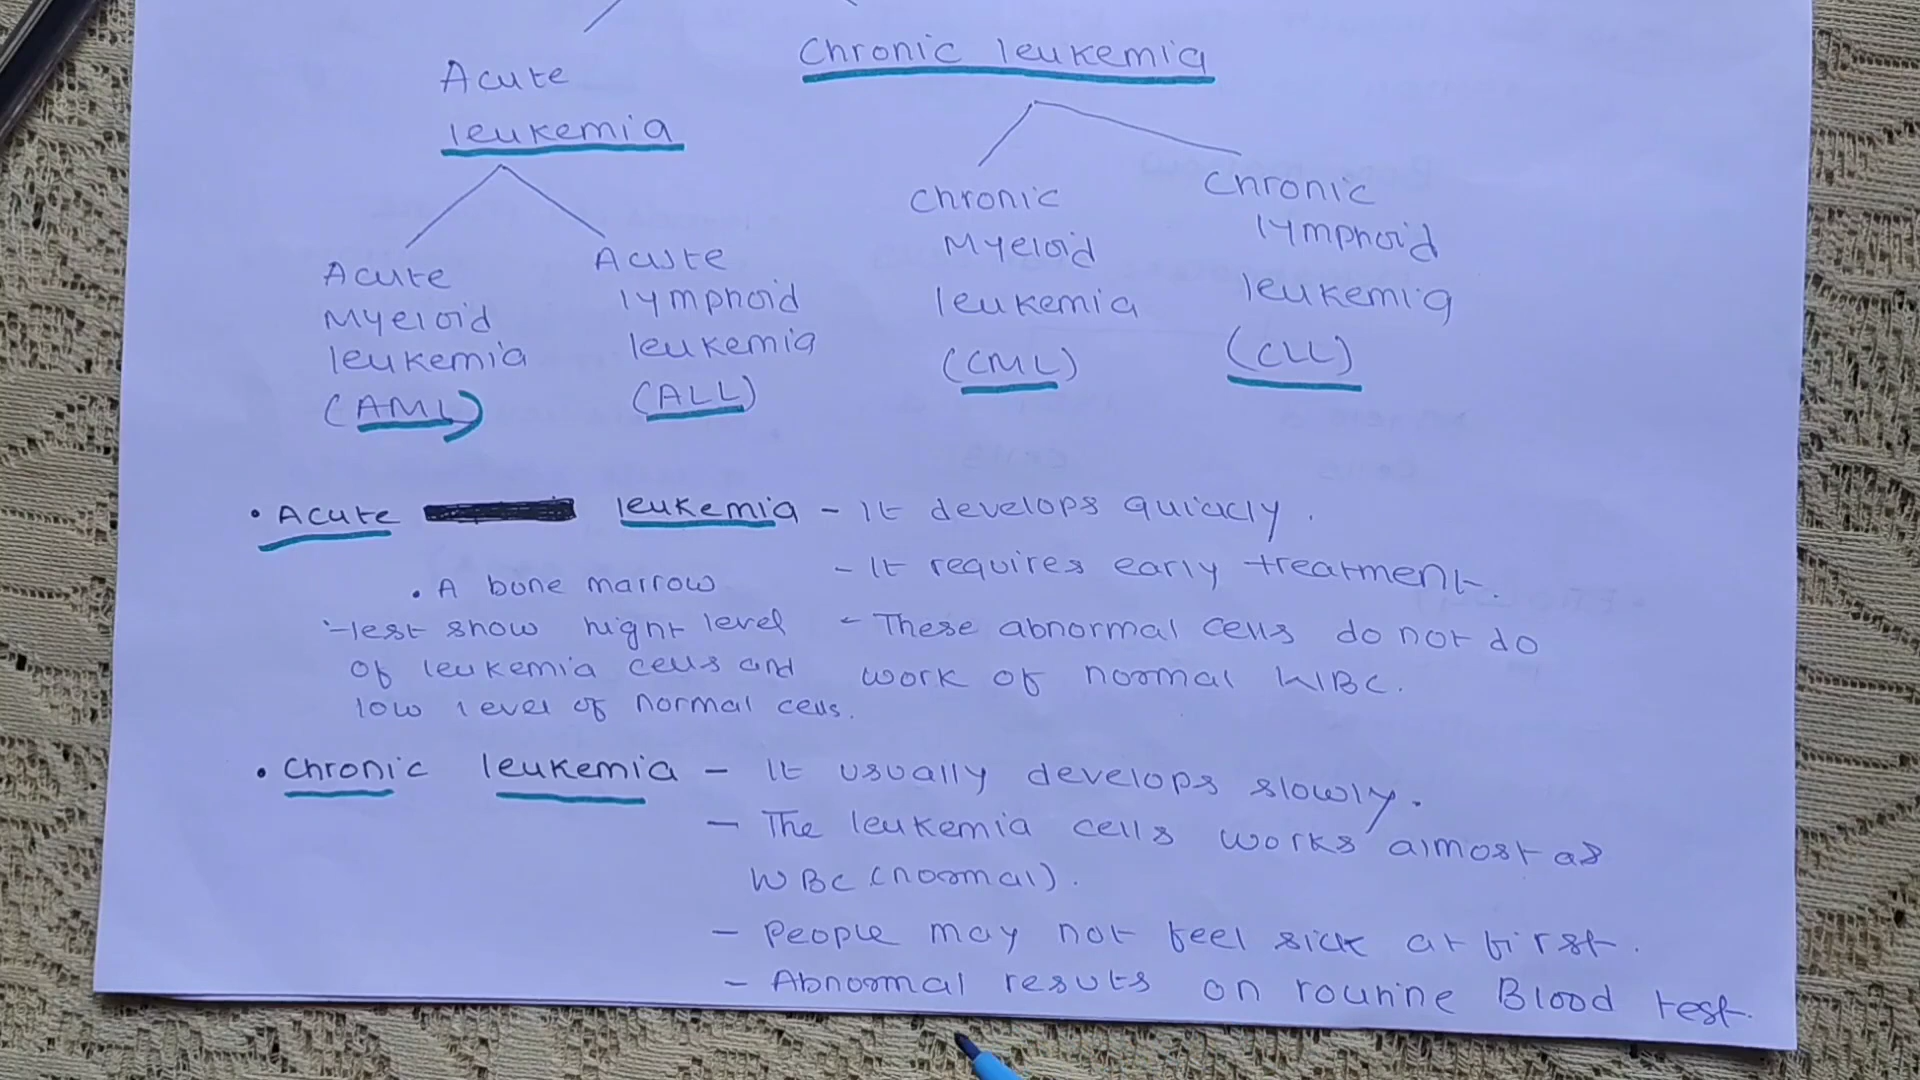 Chronic leukemia
Acute
leukemia
Chronic
Myeloid
leukemia
(CML)
Chronic
lymphoid
leukemia
(CLL)
Acute
Myeloid
leukemia
(AML)
Acute
lymphoid
leukemia
(ALL)
• Acute leukemia - It develops quickly.
- It requires early treatment.
- These abnormal cells do not do
work of normal WBC.
. A bone marrow
test show hight level
of leukemia cells and
low level of normal cells.
• Chronic leukemia - It usually develops slowly.
- The leukemia cells works almost as
WBC (normal).
- People may not feel sick at first.
- Abnormal results on rounine Blood test.